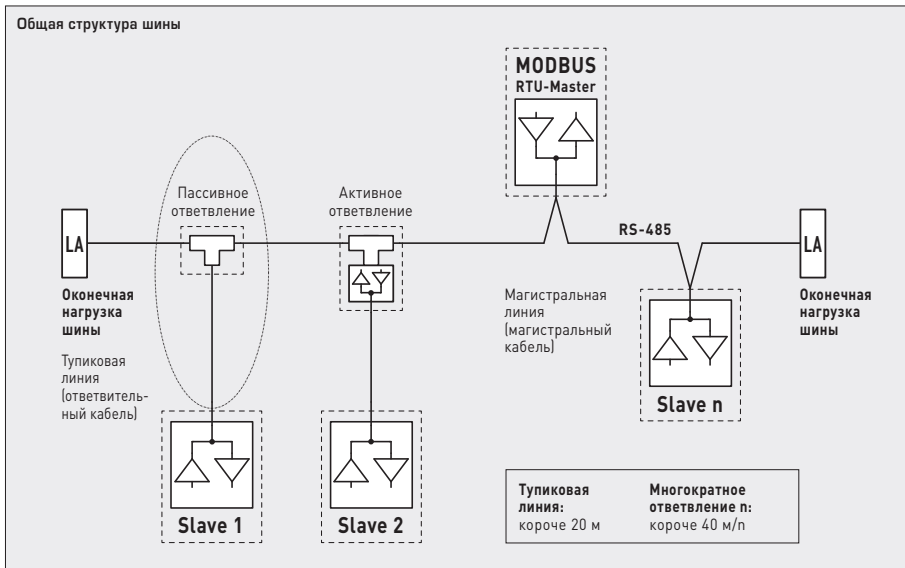 Общая структура шины
MODBUS
RTU-Master
Пассивное
ответвление
Активное
ответвление
LA
RS-485
LA
Оконечная
нагрузка
шины
Тупиковая
линия
(ответвитель-
ный кабель)
Магистральная
линия
(магистральный
кабель)
Оконечная
нагрузка
шины
Slave n
Slave 1
Slave 2
Тупиковая
линия:
короче 20 м
Многократное
ответвление n:
короче 40 м/n